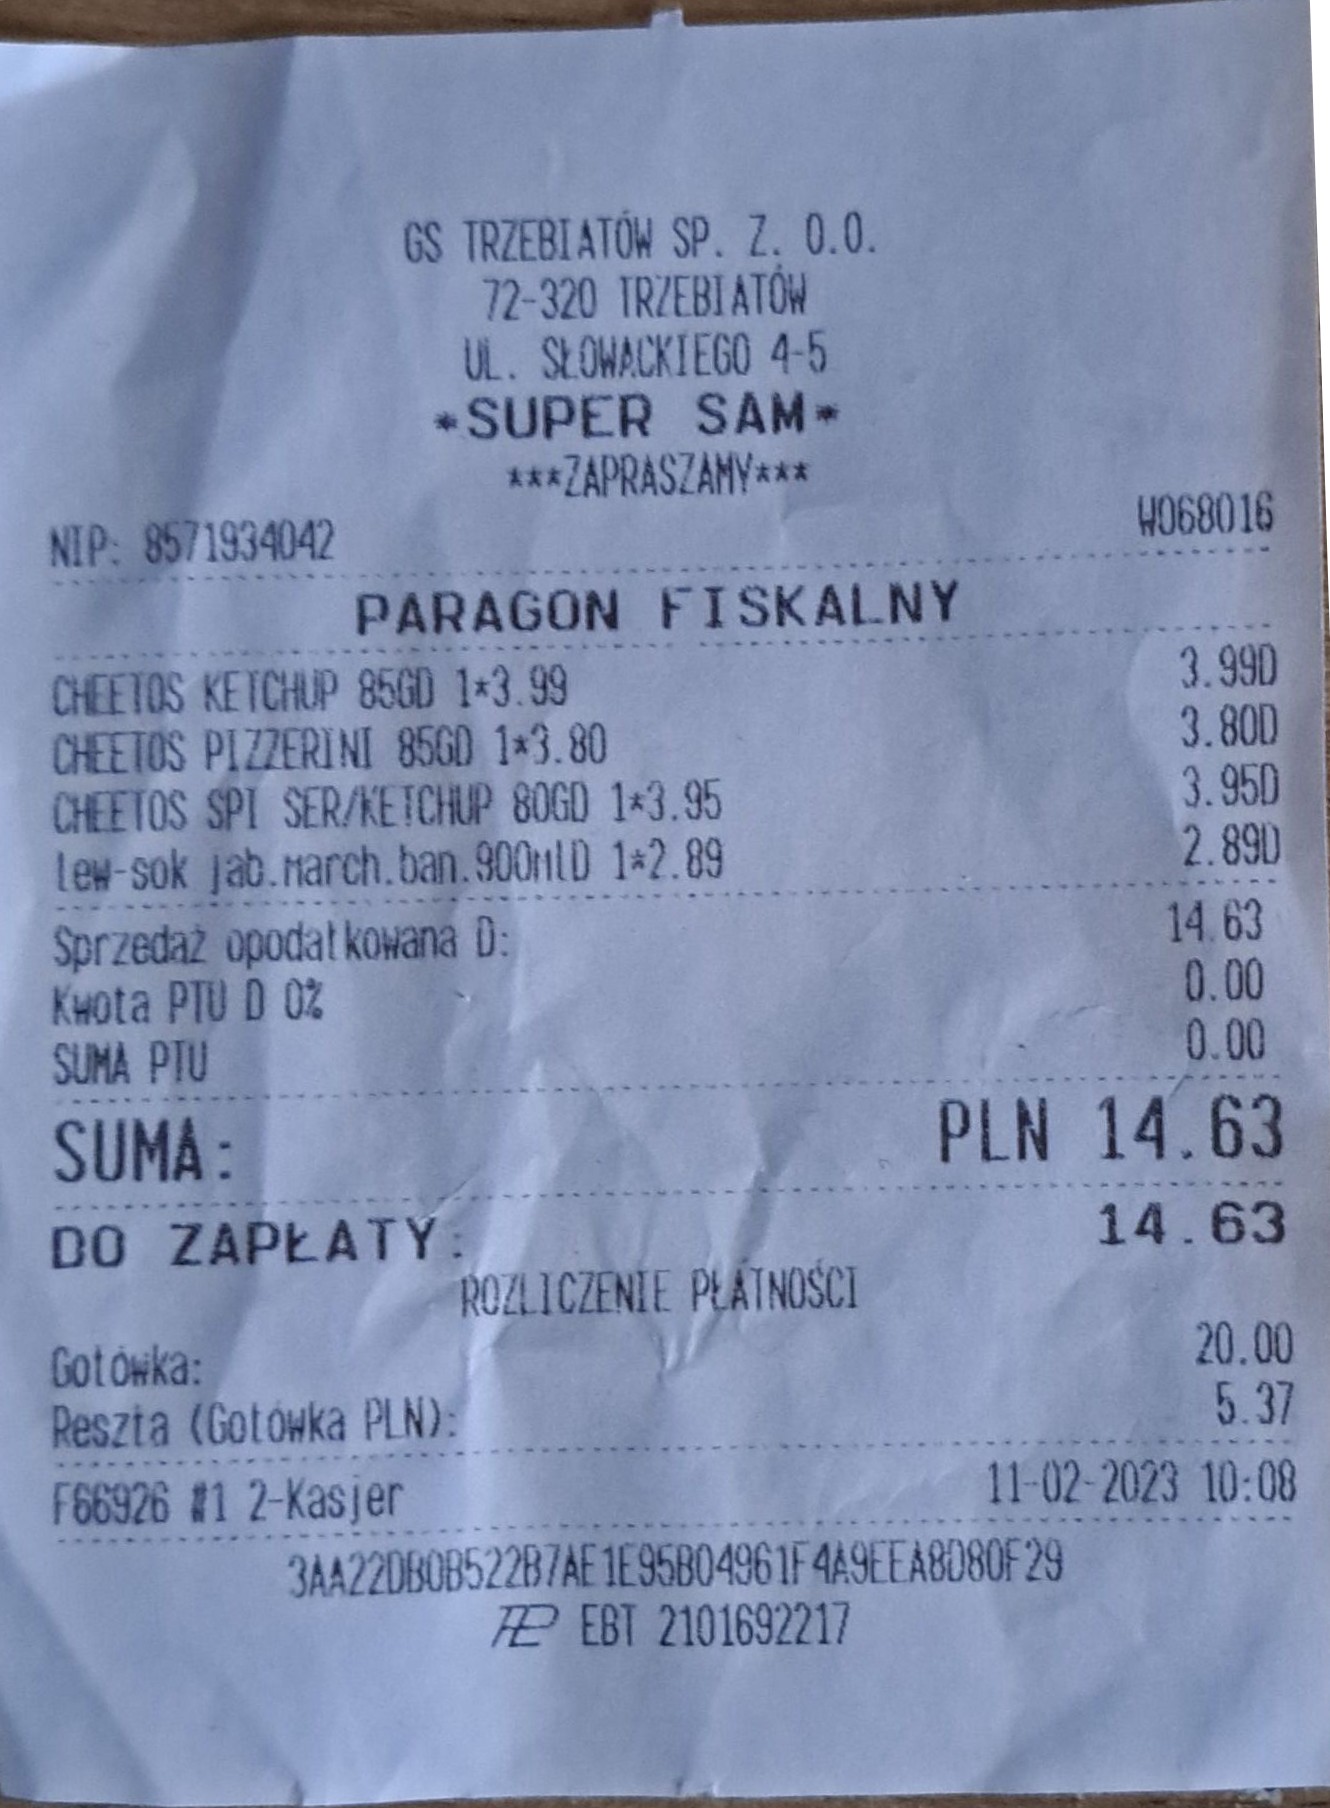 GS TRZEBIATÓW SP. Z. O.O.
72-320 TRZEBIATÓW
UL. SŁOWACKIEGO 4-5
*SUPER SAM*
***ZAPRASZAMY***
NIP: 8571934042 W068016
PARAGON FISKALNY
CHEETOS KETCHUP 85GD 1*3.99 3.99D
CHEETOS PIZZERINI 85GD 1*3.80 3.80D
CHEETOS SPI SER/KETCHUP 80GD 1*3.95 3.95D
lew-sok jab.march.ban.900mlD 1*2.89 2.89D
Sprzedaż opodatkowana D: 14.63
Kwota PTU D 0% 0.00
SUMA PTU 0.00
SUMA: PLN 14.63
DO ZAPŁATY: 14.63
ROZLICZENIE PŁATNOŚCI
Gotówka: 20.00
Reszta (Gotówka PLN): 5.37
F66926 #1 2-Kasjer 11-02-2023 10:08
3AA22DB0B522B7AE1E95B04961F4A9EEA8D80F29
EBT 2101692217